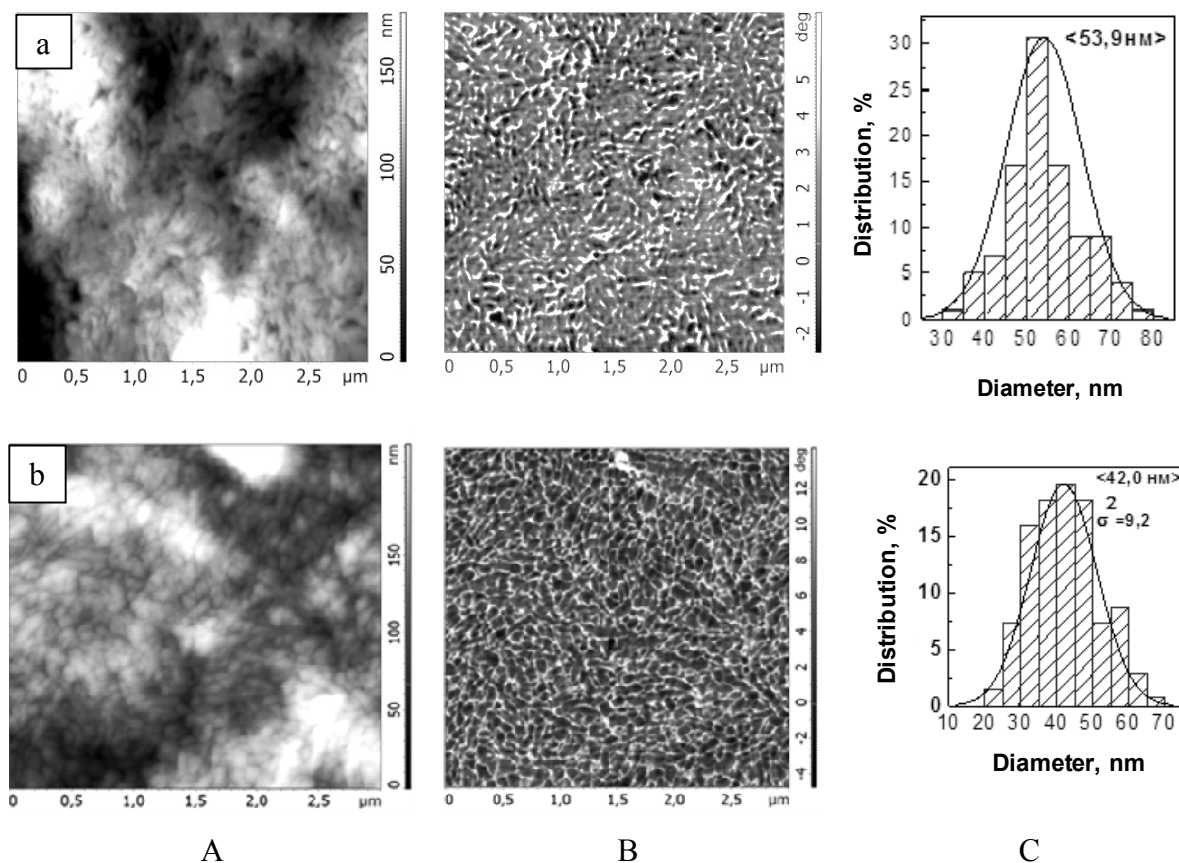 a
nm
150
100
50
0
0 0,5 1,0 1,5 2,0 2,5 µm
deg
5
4
3
2
1
0
-1
-2
0 0,5 1,0 1,5 2,0 2,5 µm
<53,9нм>
30
25
20
15
10
5
0
Distribution, %
30 40 50 60 70 80
Diameter, nm
b
nm
150
100
50
0
0 0,5 1,0 1,5 2,0 2,5 µm
deg
12
10
8
6
4
2
0
-2
-4
0 0,5 1,0 1,5 2,0 2,5 µm
<42,0 нм>
2
σ =9,2
20
15
10
5
0
Distribution, %
10 20 30 40 50 60 70
Diameter, nm
A B C